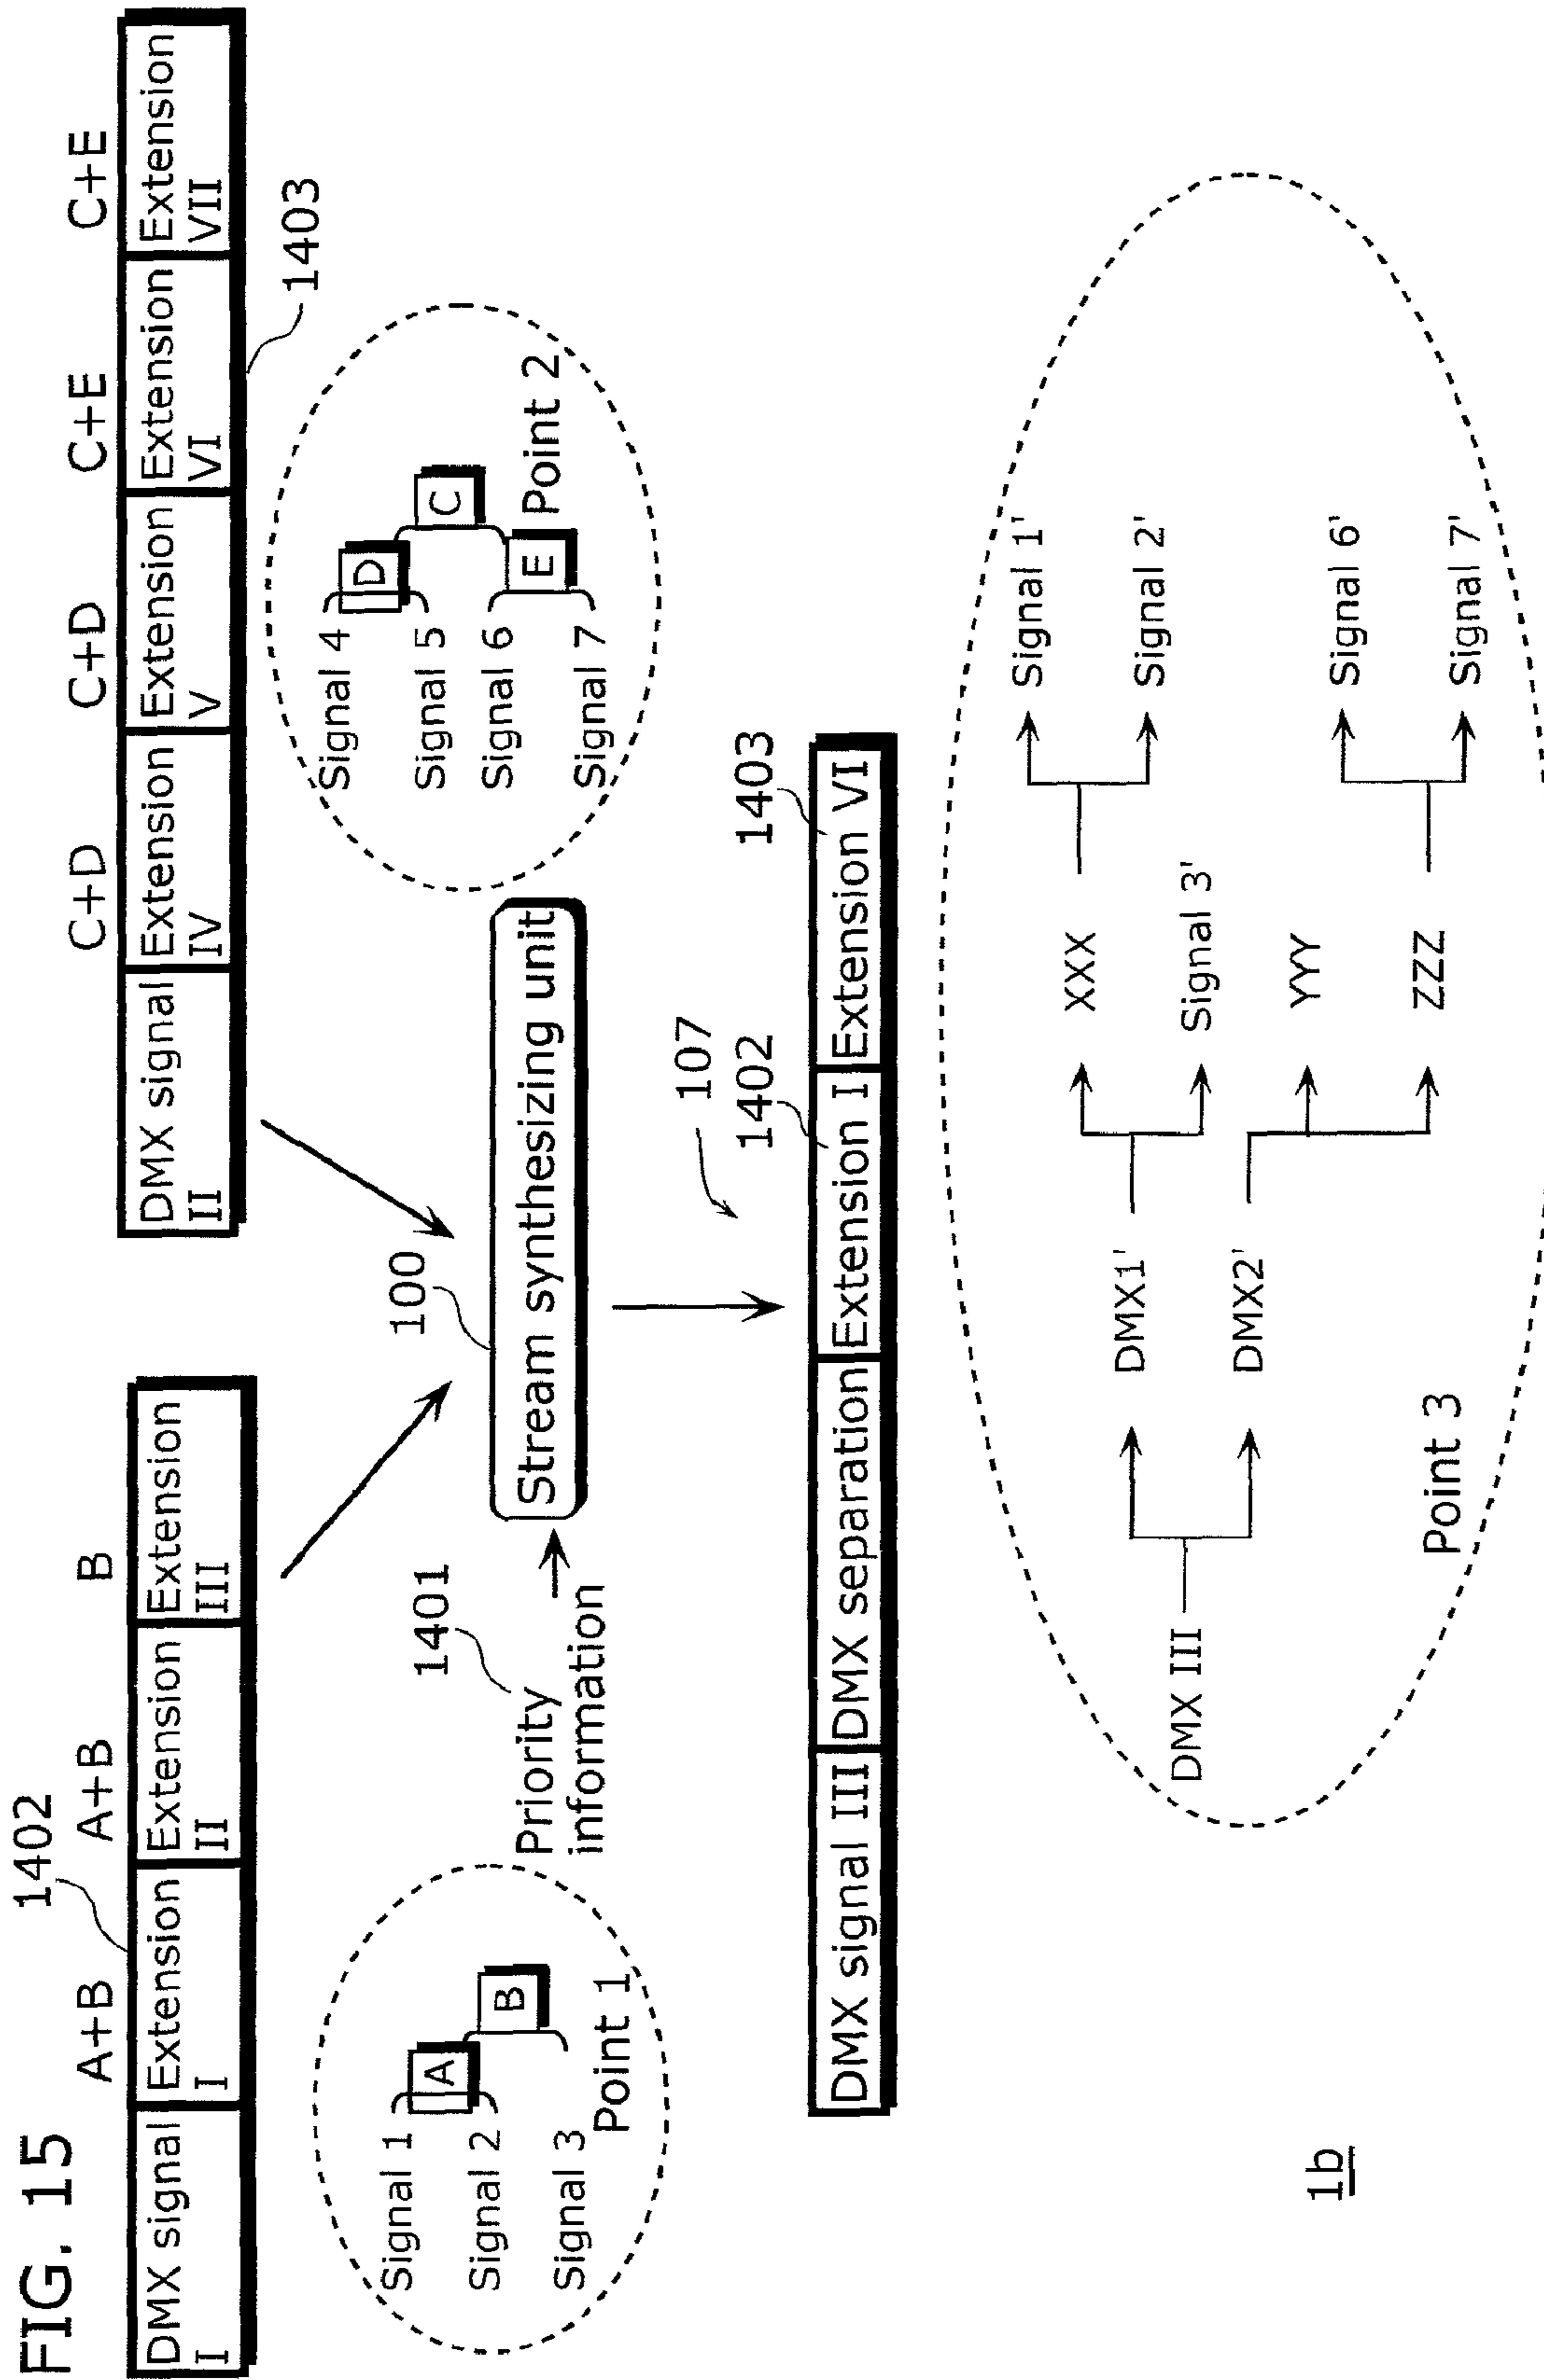 FIG. 15
1402
A+B
A+B
B
DMX signal I
Extension I
Extension II
Extension III
C+D
C+D
C+E
C+E
DMX signal II
Extension IV
Extension V
Extension VI
Extension VII
1403
Signal 1
Signal 2
Signal 3
A
B
Point 1
1401
Priority
information
100
Stream synthesizing unit
Signal 4
Signal 5
Signal 6
Signal 7
D
C
E
Point 2
107
1402
1403
DMX signal III
DMX separation
Extension I
Extension VI
DMX III
DMX1'
DMX2'
XXX
Signal 3'
YYY
ZZZ
Signal 1'
Signal 2'
Signal 6'
Signal 7'
Point 3
1b